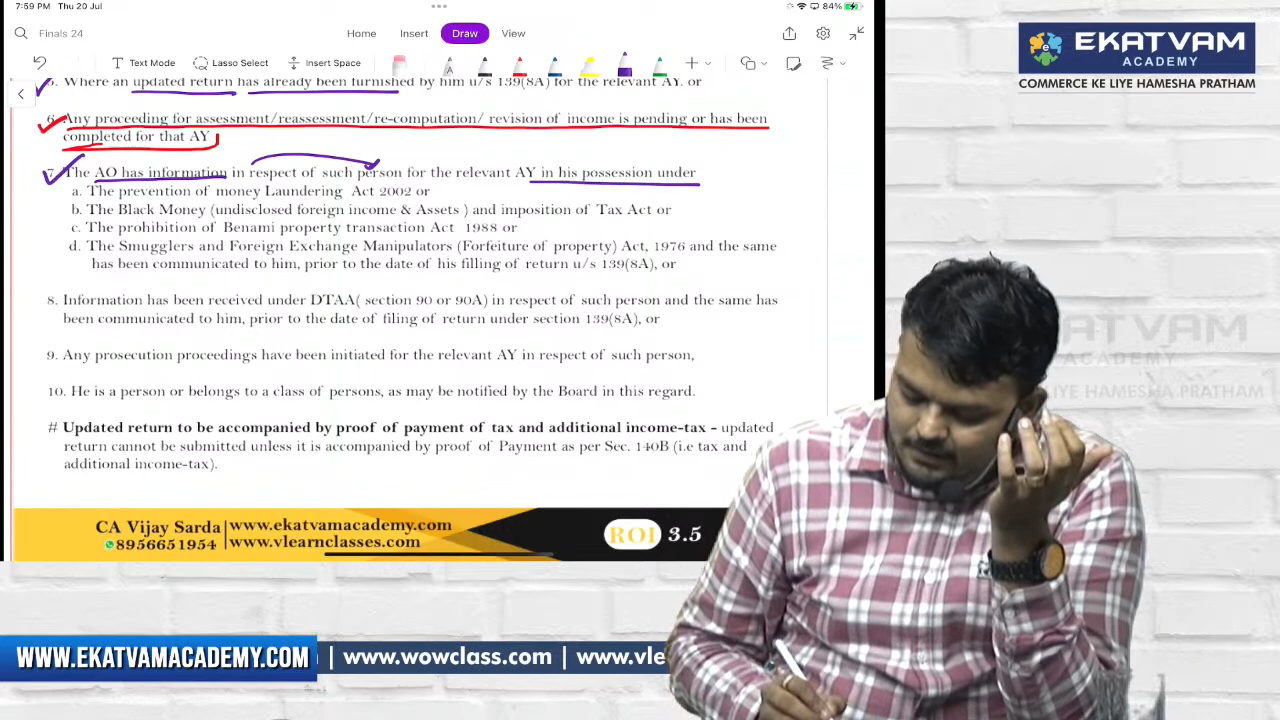 7:59 PM Thu 20 Jul
84%
Finals 24
Home Insert Draw View
Text Mode Lasso Select Insert Space
5. Where an updated return has already been furnished by him u/s 139(8A) for the relevant AY. or
6. Any proceeding for assessment/reassessment/re-computation/ revision of income is pending or has been
completed for that AY
7. The AO has information in respect of such person for the relevant AY in his possession under
a. The prevention of money Laundering Act 2002 or
b. The Black Money (undisclosed foreign income & Assets ) and imposition of Tax Act or
c. The prohibition of Benami property transaction Act 1988 or
d. The Smugglers and Foreign Exchange Manipulators (Forfeiture of property) Act, 1976 and the same
has been communicated to him, prior to the date of his filling of return u/s 139(8A), or
8. Information has been received under DTAA( section 90 or 90A) in respect of such person and the same has
been communicated to him, prior to the date of filing of return under section 139(8A), or
9. Any prosecution proceedings have been initiated for the relevant AY in respect of such person,
10. He is a person or belongs to a class of persons, as may be notified by the Board in this regard.
# Updated return to be accompanied by proof of payment of tax and additional income-tax - updated
return cannot be submitted unless it is accompanied by proof of Payment as per Sec. 140B (i.e tax and
additional income-tax).
CA Vijay Sarda
8956651954
www.ekatvamacademy.com
www.vlearnclasses.com
ROI 3.5
EKATVAM
ACADEMY
COMMERCE KE LIYE HAMESHA PRATHAM
KATVAM
ACADEMY
LIYE HAMESHA PRATHAM
WWW.EKATVAMACADEMY.COM | www.wowclass.com | www.vle